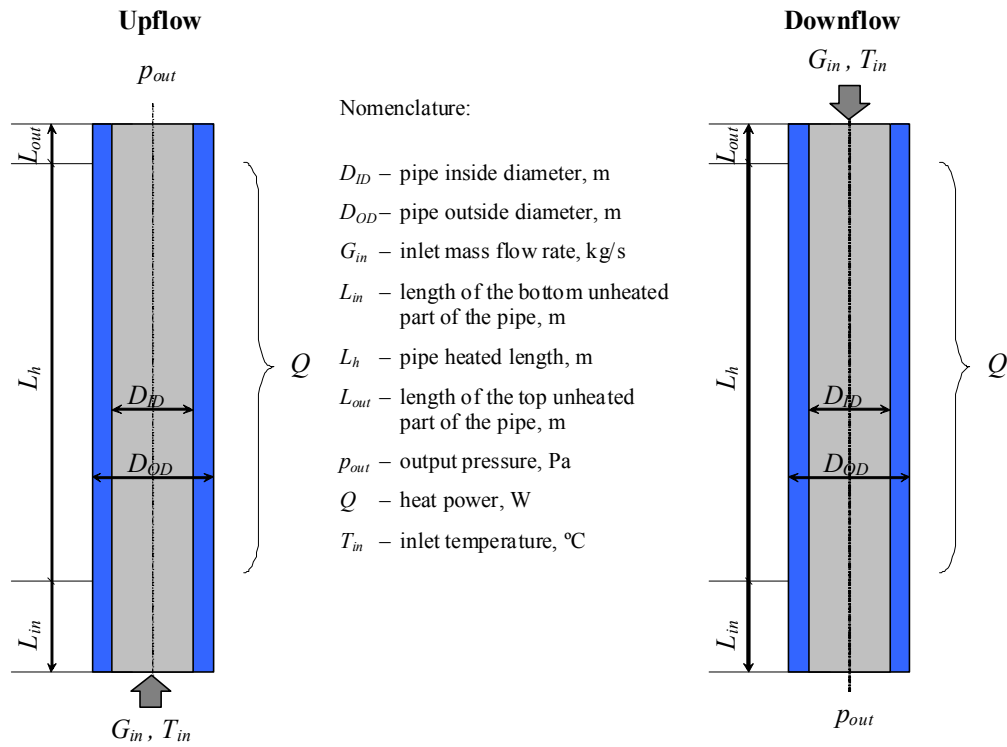 Upflow
p_out
L_out
L_h
L_in
D_ID
D_OD
Q
G_in , T_in
Nomenclature:
D_ID – pipe inside diameter, m
D_OD – pipe outside diameter, m
G_in – inlet mass flow rate, kg/s
L_in – length of the bottom unheated
part of the pipe, m
L_h – pipe heated length, m
L_out – length of the top unheated
part of the pipe, m
p_out – output pressure, Pa
Q – heat power, W
T_in – inlet temperature, ºC
Downflow
G_in , T_in
L_out
L_h
L_in
D_ID
D_OD
Q
p_out